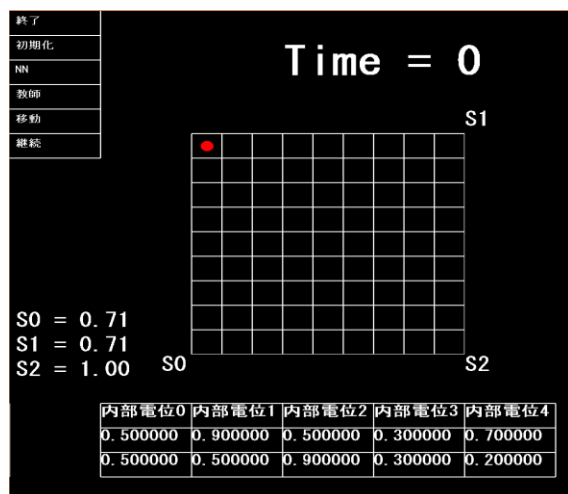 終了
初期化
NN
教師
移動
継続
Time = 0
S1
S0 = 0.71
S1 = 0.71
S2 = 1.00
S0
S2
内部電位0 内部電位1 内部電位2 内部電位3 内部電位4
0.500000 0.900000 0.500000 0.300000 0.700000
0.500000 0.500000 0.900000 0.300000 0.200000